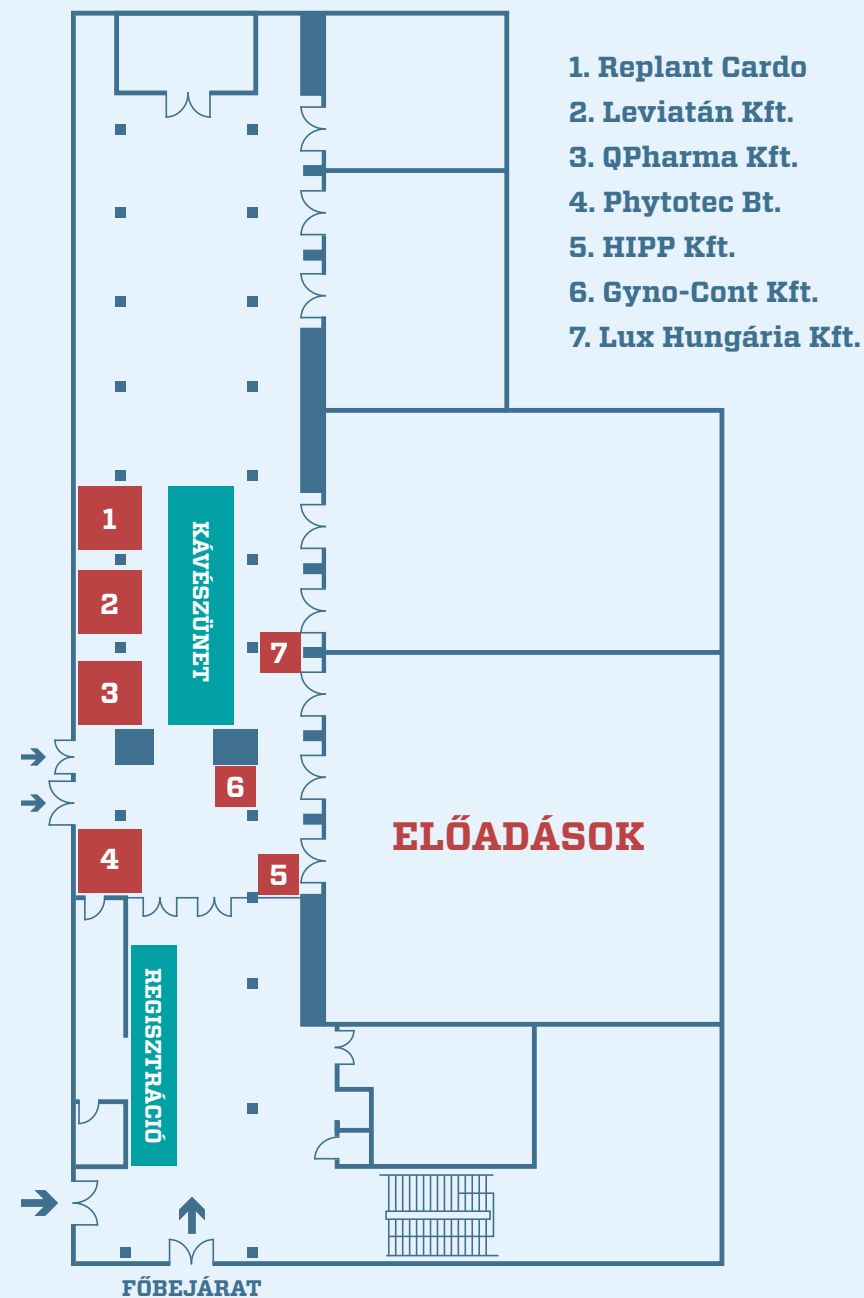 1. Replant Cardo
2. Leviatán Kft.
3. QPharma Kft.
4. Phytotec Bt.
5. HIPP Kft.
6. Gyno-Cont Kft.
7. Lux Hungária Kft.
1
KÁVÉSZÜNET
2
7
3
6
ELŐADÁSOK
4
5
REGISZTRÁCIÓ
FŐBEJÁRAT